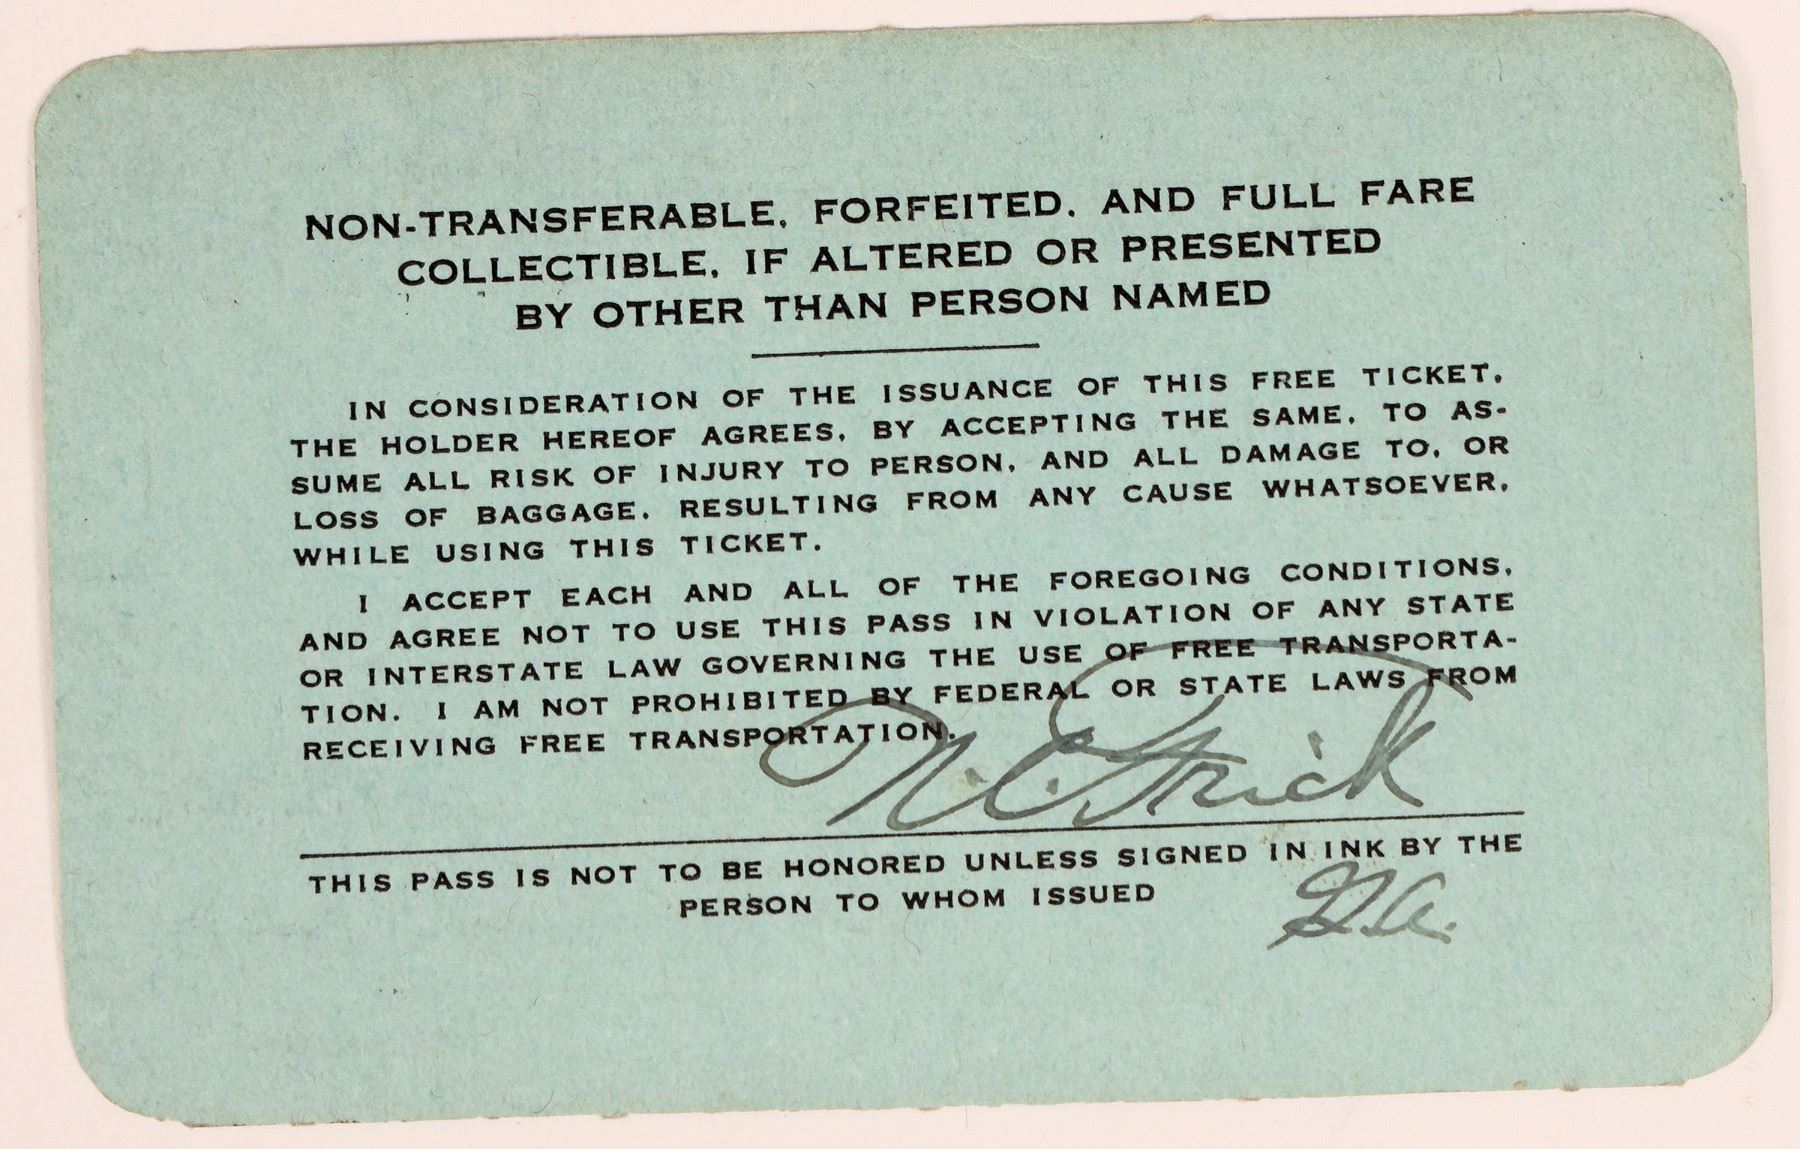 NON-TRANSFERABLE, FORFEITED, AND FULL FARE
COLLECTIBLE, IF ALTERED OR PRESENTED
BY OTHER THAN PERSON NAMED
IN CONSIDERATION OF THE ISSUANCE OF THIS FREE TICKET,
THE HOLDER HEREOF AGREES, BY ACCEPTING THE SAME, TO AS-
SUME ALL RISK OF INJURY TO PERSON, AND ALL DAMAGE TO, OR
LOSS OF BAGGAGE, RESULTING FROM ANY CAUSE WHATSOEVER,
WHILE USING THIS TICKET.
I ACCEPT EACH AND ALL OF THE FOREGOING CONDITIONS,
AND AGREE NOT TO USE THIS PASS IN VIOLATION OF ANY STATE
OR INTERSTATE LAW GOVERNING THE USE OF FREE TRANSPORTA-
TION. I AM NOT PROHIBITED BY FEDERAL OR STATE LAWS FROM
RECEIVING FREE TRANSPORTATION.
THIS PASS IS NOT TO BE HONORED UNLESS SIGNED IN INK BY THE
PERSON TO WHOM ISSUED